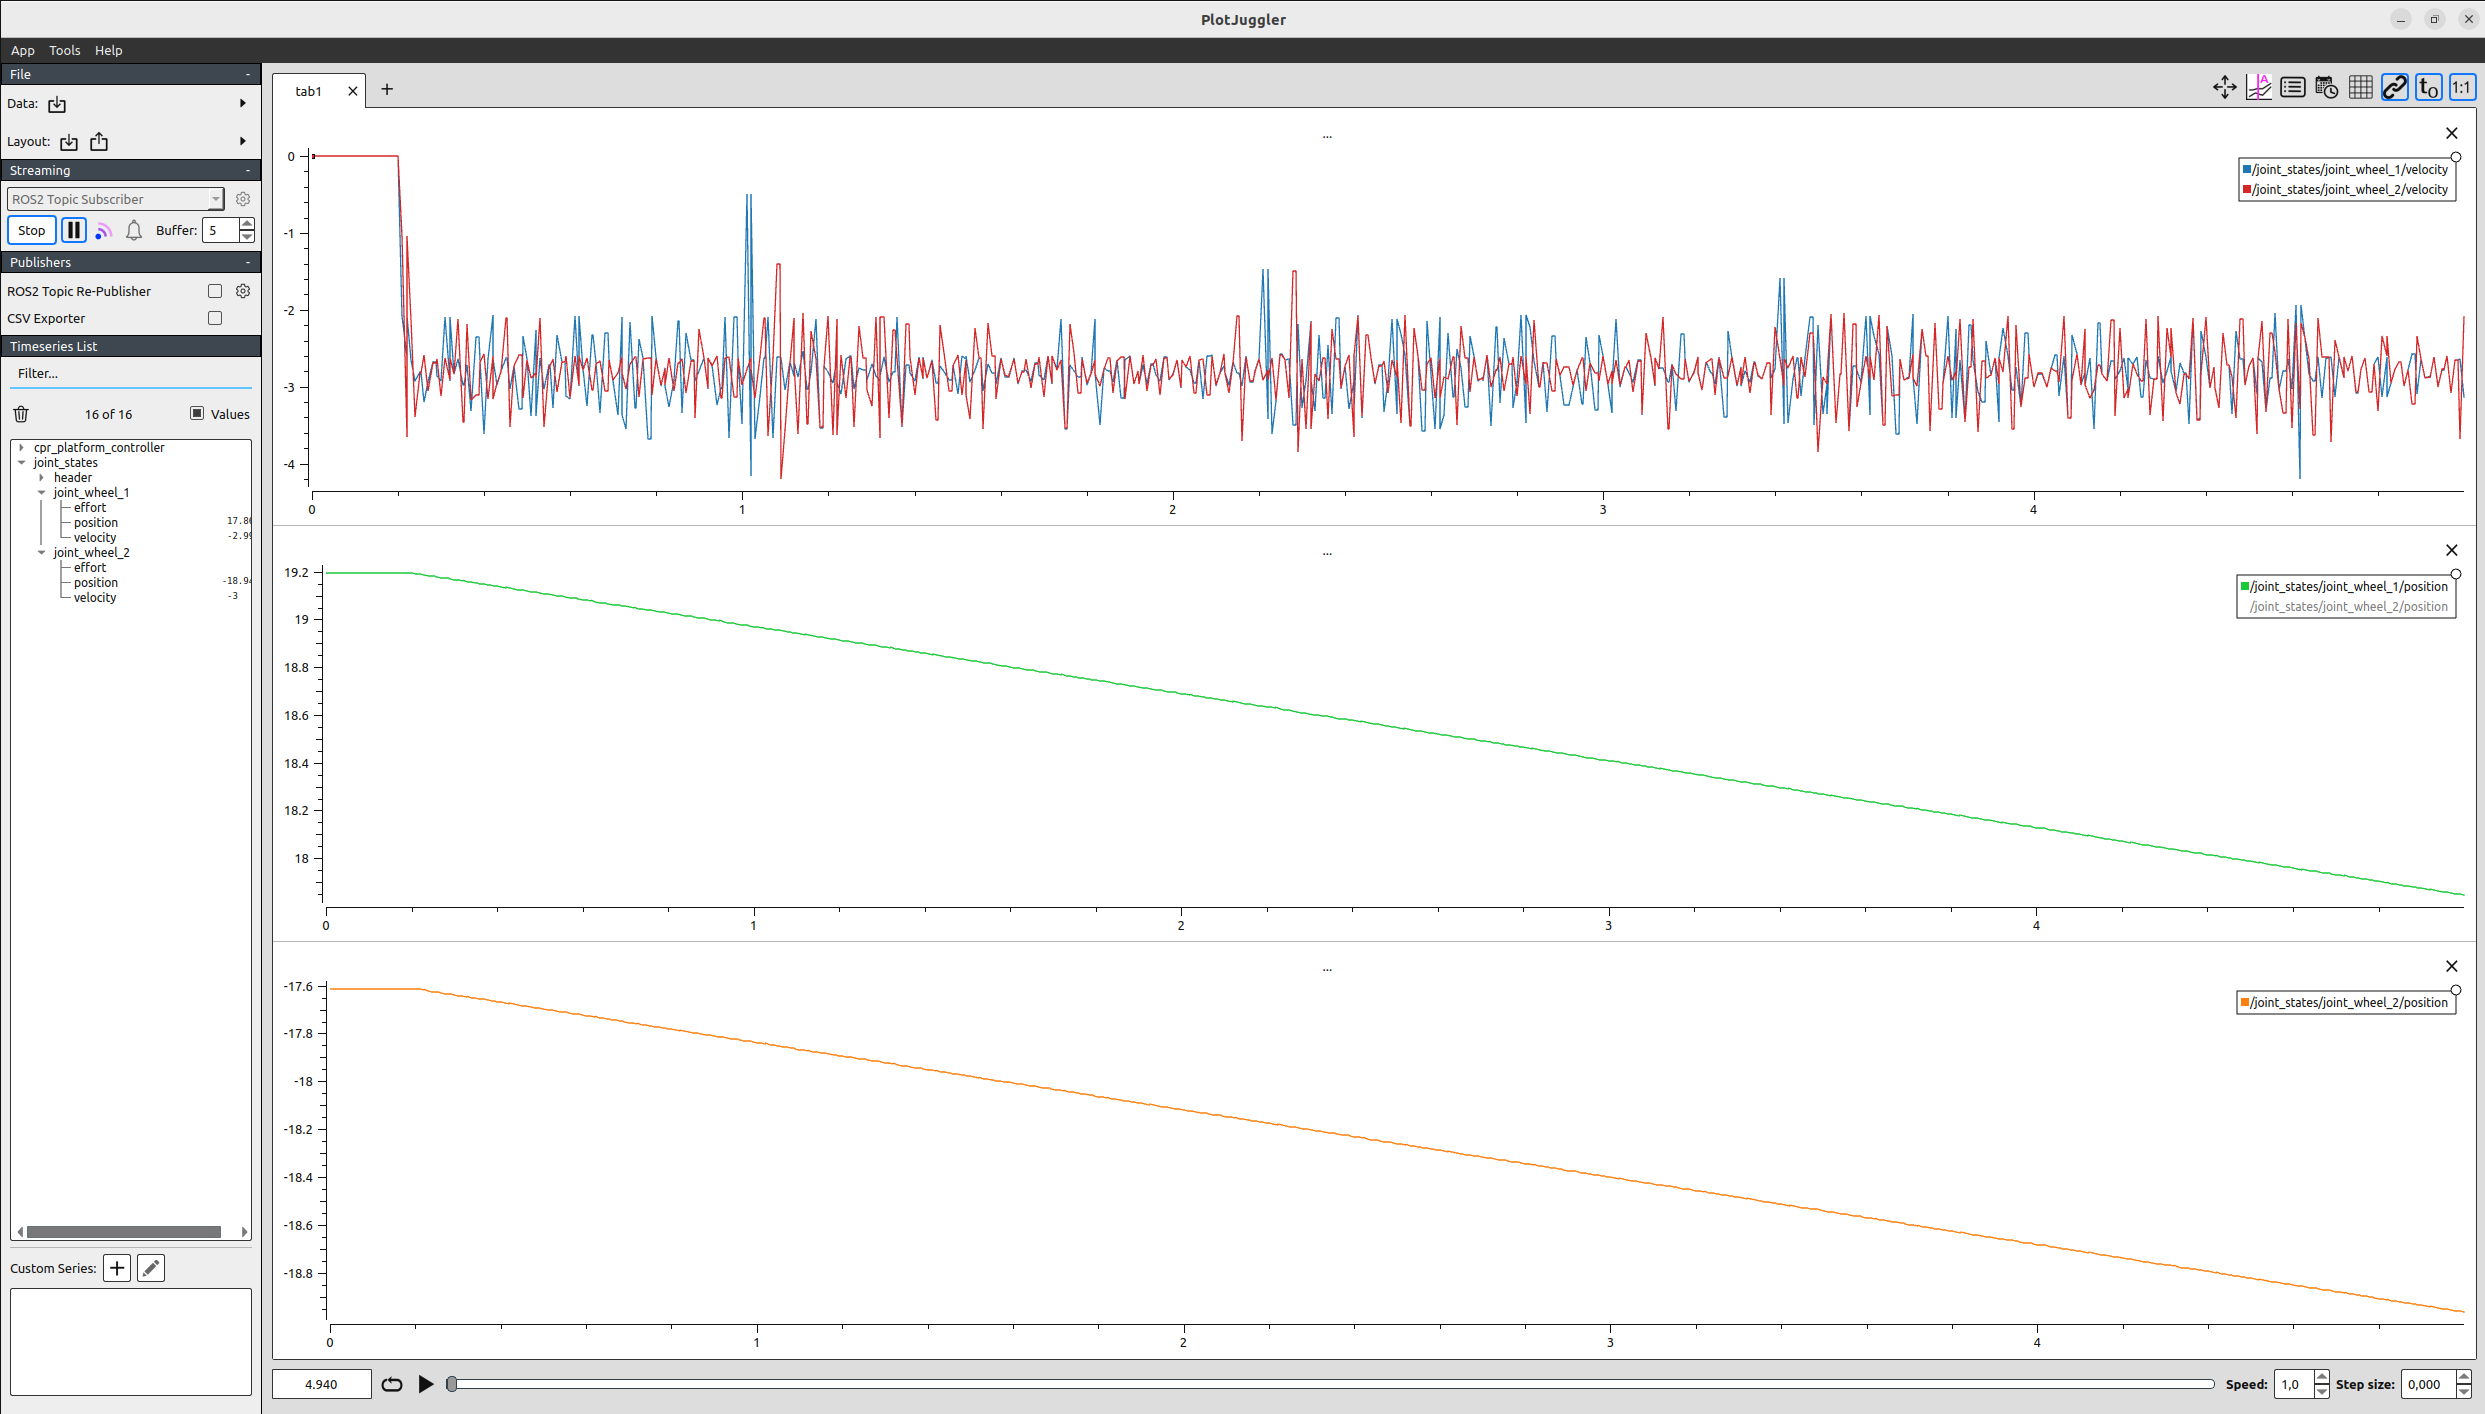 PlotJuggler
App Tools Help
File -
Data:
Layout:
Streaming -
ROS2 Topic Subscriber
Stop Buffer: 5
Publishers -
ROS2 Topic Re-Publisher
CSV Exporter
Timeseries List
Filter...
16 of 16 Values
cpr_platform_controller
joint_states
header
joint_wheel_1
effort
position 17.86
velocity -2.99
joint_wheel_2
effort
position -18.94
velocity -3
Custom Series:
tab1
A t0 1:1
...
/joint_states/joint_wheel_1/velocity
/joint_states/joint_wheel_2/velocity
0
-1
-2
-3
-4
0 1 2 3 4
...
/joint_states/joint_wheel_1/position
/joint_states/joint_wheel_2/position
19.2
19
18.8
18.6
18.4
18.2
18
0 1 2 3 4
...
/joint_states/joint_wheel_2/position
-17.6
-17.8
-18
-18.2
-18.4
-18.6
-18.8
0 1 2 3 4
4.940 Speed: 1,0 Step size: 0,000